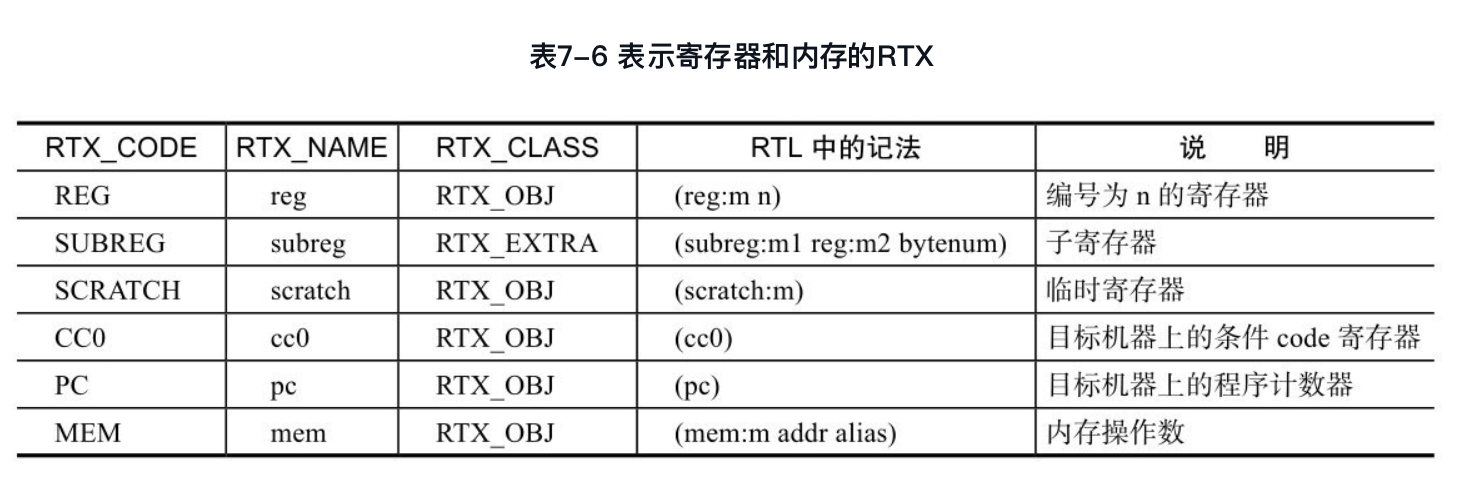 表7-6 表示寄存器和内存的RTX
RTX_CODE RTX_NAME RTX_CLASS RTL 中的记法 说 明
REG reg RTX_OBJ (reg:m n) 编号为 n 的寄存器
SUBREG subreg RTX_EXTRA (subreg:m1 reg:m2 bytenum) 子寄存器
SCRATCH scratch RTX_OBJ (scratch:m) 临时寄存器
CC0 cc0 RTX_OBJ (cc0) 目标机器上的条件 code 寄存器
PC pc RTX_OBJ (pc) 目标机器上的程序计数器
MEM mem RTX_OBJ (mem:m addr alias) 内存操作数